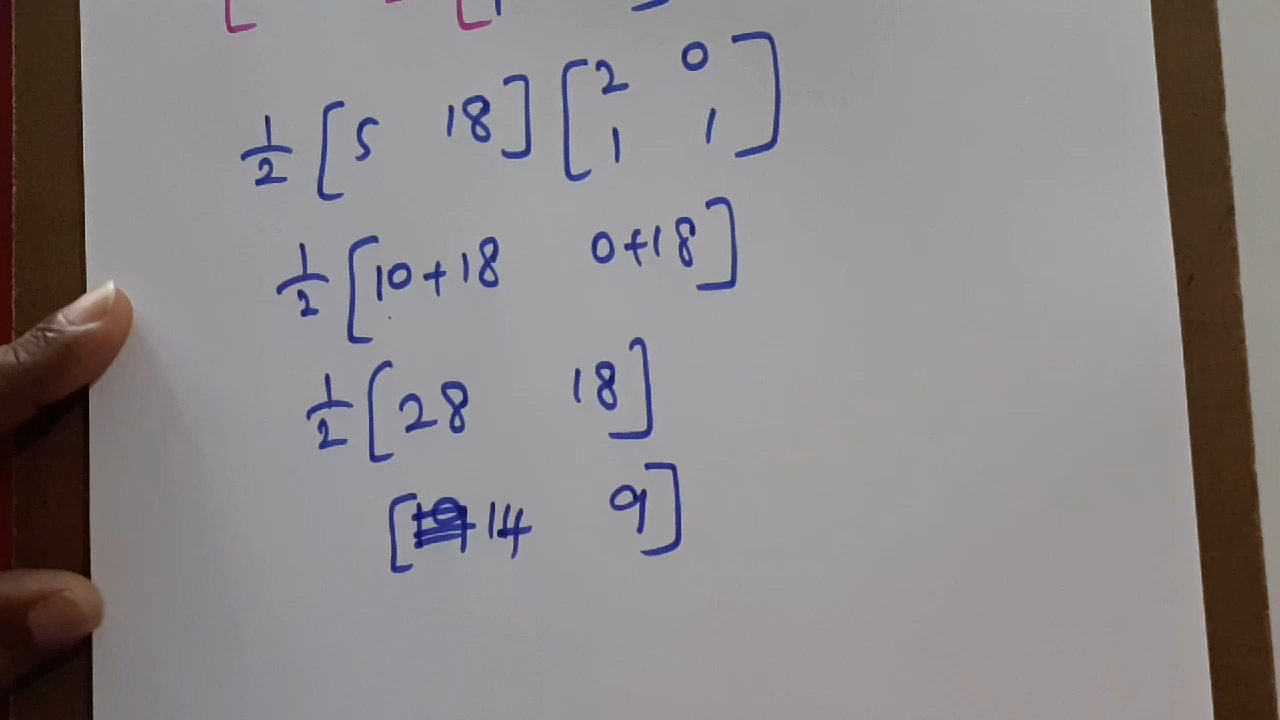 1/2 [5 18] [2 0
1 1]
1/2 [10+18 0+18]
1/2 [28 18]
[14 9]